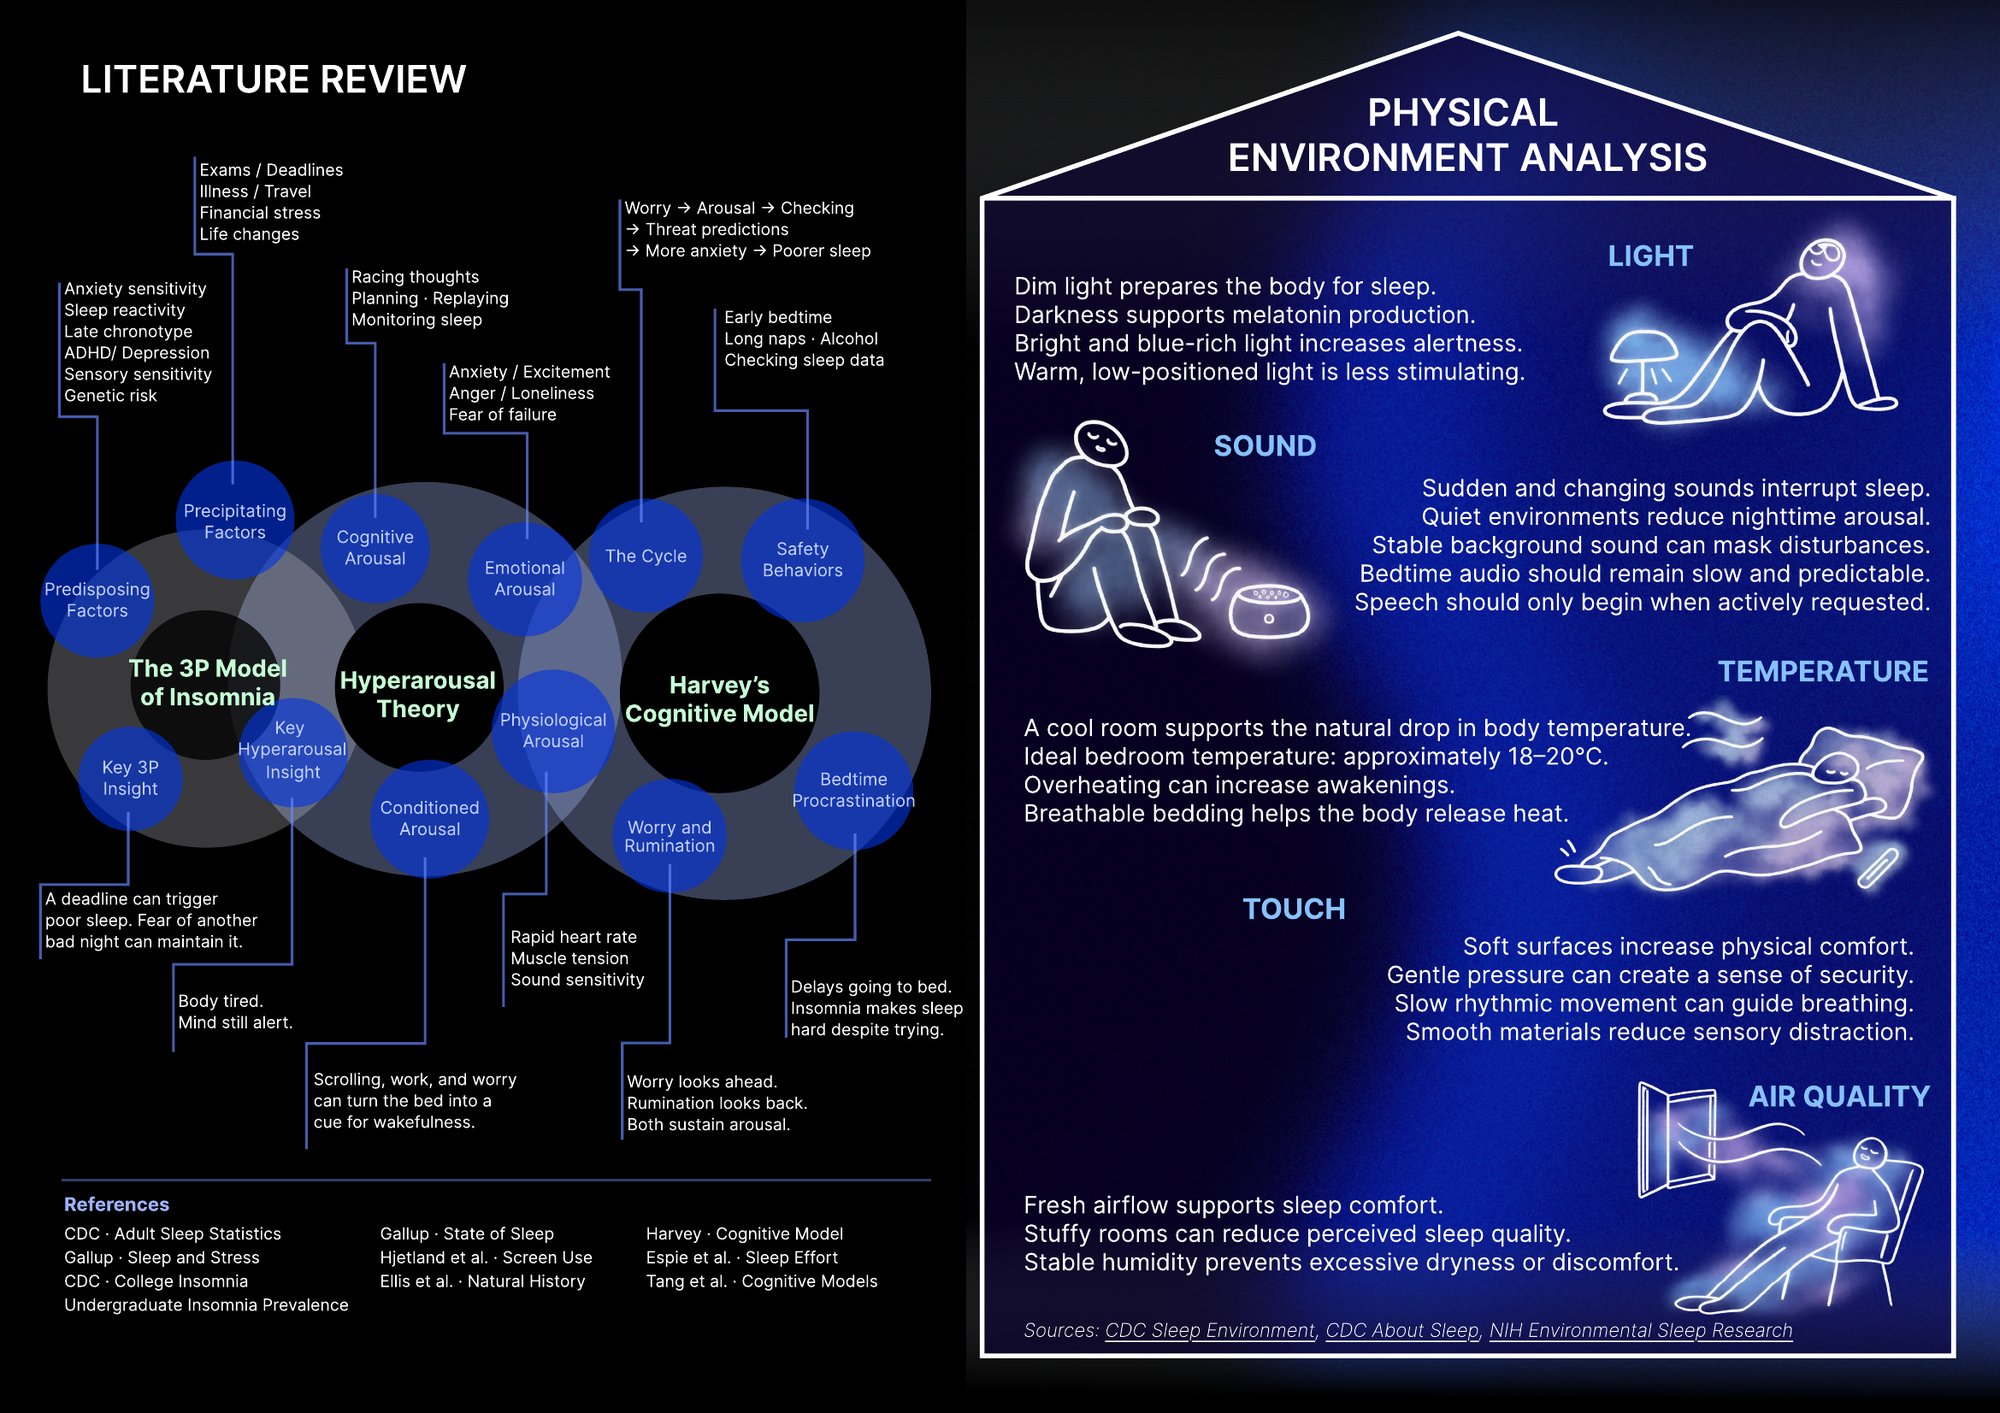 LITERATURE REVIEW
Exams / Deadlines
Illness / Travel
Financial stress
Life changes
Anxiety sensitivity
Sleep reactivity
Late chronotype
ADHD/ Depression
Sensory sensitivity
Genetic risk
Racing thoughts
Planning · Replaying
Monitoring sleep
Anxiety / Excitement
Anger / Loneliness
Fear of failure
Worry → Arousal → Checking
→ Threat predictions
→ More anxiety → Poorer sleep
Early bedtime
Long naps · Alcohol
Checking sleep data
Predisposing
Factors
Precipitating
Factors
Cognitive
Arousal
Emotional
Arousal
The Cycle
Safety
Behaviors
The 3P Model
of Insomnia
Hyperarousal
Theory
Harvey's
Cognitive Model
Key 3P
Insight
Key
Hyperarousal
Insight
Conditioned
Arousal
Physiological
Arousal
Worry and
Rumination
Bedtime
Procrastination
A deadline can trigger
poor sleep. Fear of another
bad night can maintain it.
Body tired.
Mind still alert.
Scrolling, work, and worry
can turn the bed into a
cue for wakefulness.
Rapid heart rate
Muscle tension
Sound sensitivity
Worry looks ahead.
Rumination looks back.
Both sustain arousal.
Delays going to bed.
Insomnia makes sleep
hard despite trying.
References
CDC · Adult Sleep Statistics
Gallup · Sleep and Stress
CDC · College Insomnia
Undergraduate Insomnia Prevalence
Gallup · State of Sleep
Hjetland et al. · Screen Use
Ellis et al. · Natural History
Harvey · Cognitive Model
Espie et al. · Sleep Effort
Tang et al. · Cognitive Models
PHYSICAL
ENVIRONMENT ANALYSIS
LIGHT
Dim light prepares the body for sleep.
Darkness supports melatonin production.
Bright and blue-rich light increases alertness.
Warm, low-positioned light is less stimulating.
SOUND
Sudden and changing sounds interrupt sleep.
Quiet environments reduce nighttime arousal.
Stable background sound can mask disturbances.
Bedtime audio should remain slow and predictable.
Speech should only begin when actively requested.
TEMPERATURE
A cool room supports the natural drop in body temperature.
Ideal bedroom temperature: approximately 18–20°C.
Overheating can increase awakenings.
Breathable bedding helps the body release heat.
TOUCH
Soft surfaces increase physical comfort.
Gentle pressure can create a sense of security.
Slow rhythmic movement can guide breathing.
Smooth materials reduce sensory distraction.
AIR QUALITY
Fresh airflow supports sleep comfort.
Stuffy rooms can reduce perceived sleep quality.
Stable humidity prevents excessive dryness or discomfort.
Sources: CDC Sleep Environment, CDC About Sleep, NIH Environmental Sleep Research